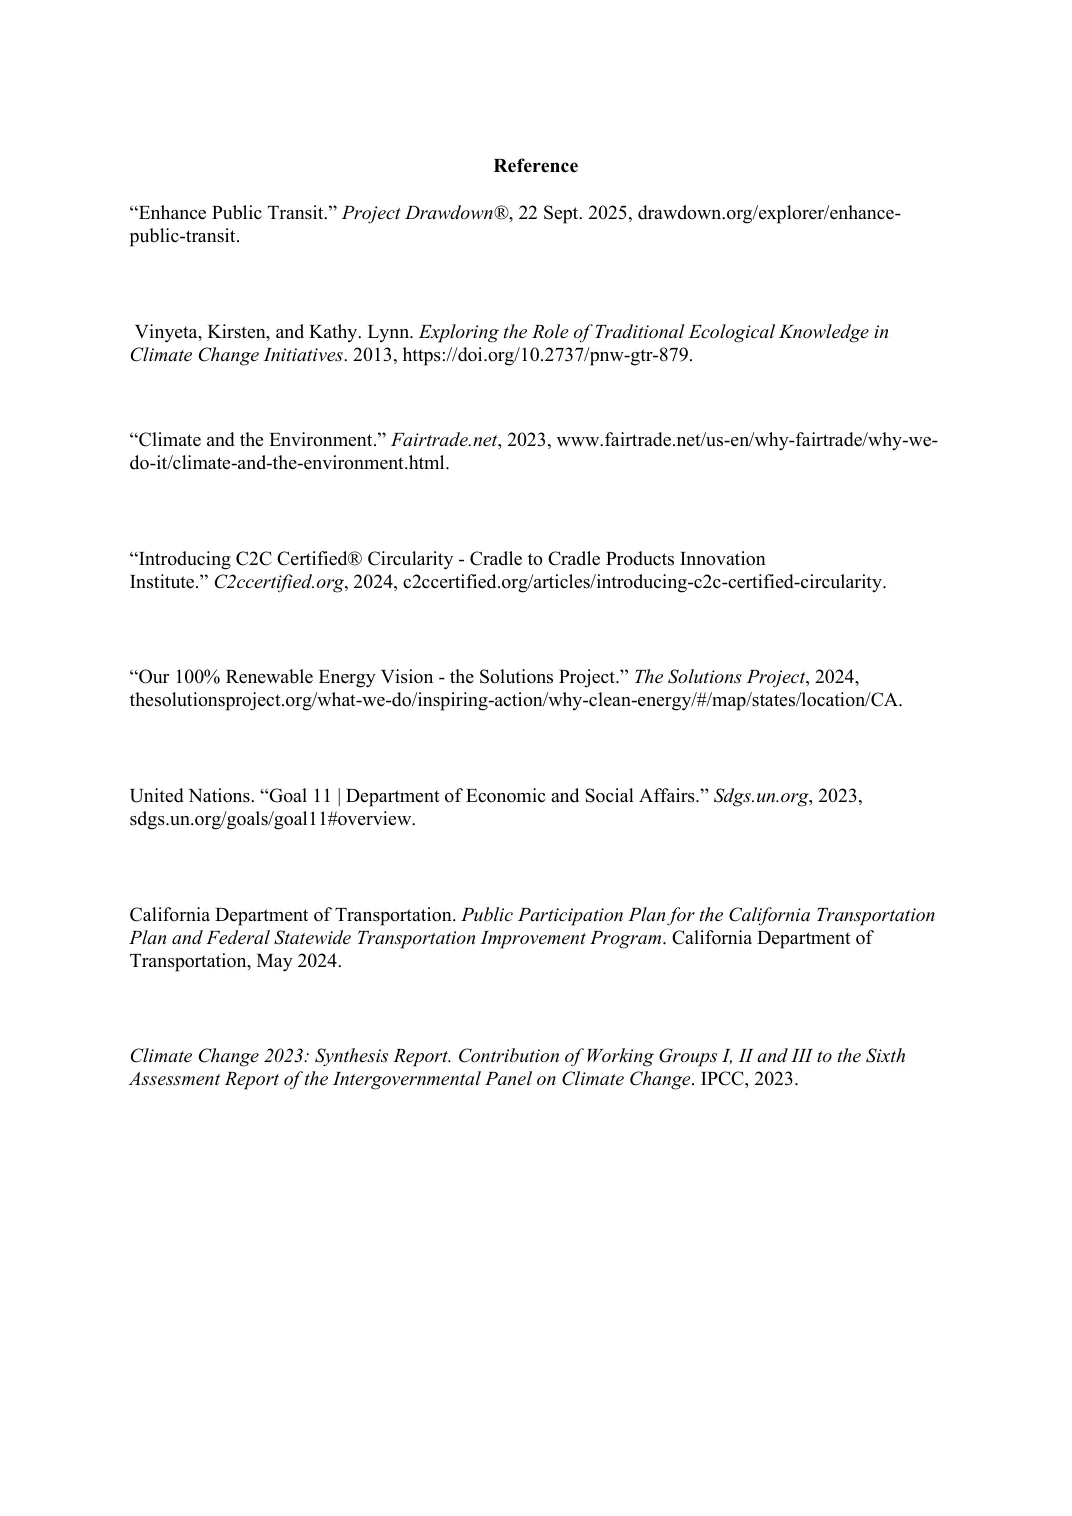 Reference
“Enhance Public Transit.” Project Drawdown®, 22 Sept. 2025, drawdown.org/explorer/enhance-
public-transit.
Vinyeta, Kirsten, and Kathy. Lynn. Exploring the Role of Traditional Ecological Knowledge in
Climate Change Initiatives. 2013, https://doi.org/10.2737/pnw-gtr-879.
“Climate and the Environment.” Fairtrade.net, 2023, www.fairtrade.net/us-en/why-fairtrade/why-we-
do-it/climate-and-the-environment.html.
“Introducing C2C Certified® Circularity - Cradle to Cradle Products Innovation
Institute.” C2ccertified.org, 2024, c2ccertified.org/articles/introducing-c2c-certified-circularity.
“Our 100% Renewable Energy Vision - the Solutions Project.” The Solutions Project, 2024,
thesolutionsproject.org/what-we-do/inspiring-action/why-clean-energy/#/map/states/location/CA.
United Nations. “Goal 11 | Department of Economic and Social Affairs.” Sdgs.un.org, 2023,
sdgs.un.org/goals/goal11#overview.
California Department of Transportation. Public Participation Plan for the California Transportation
Plan and Federal Statewide Transportation Improvement Program. California Department of
Transportation, May 2024.
Climate Change 2023: Synthesis Report. Contribution of Working Groups I, II and III to the Sixth
Assessment Report of the Intergovernmental Panel on Climate Change. IPCC, 2023.